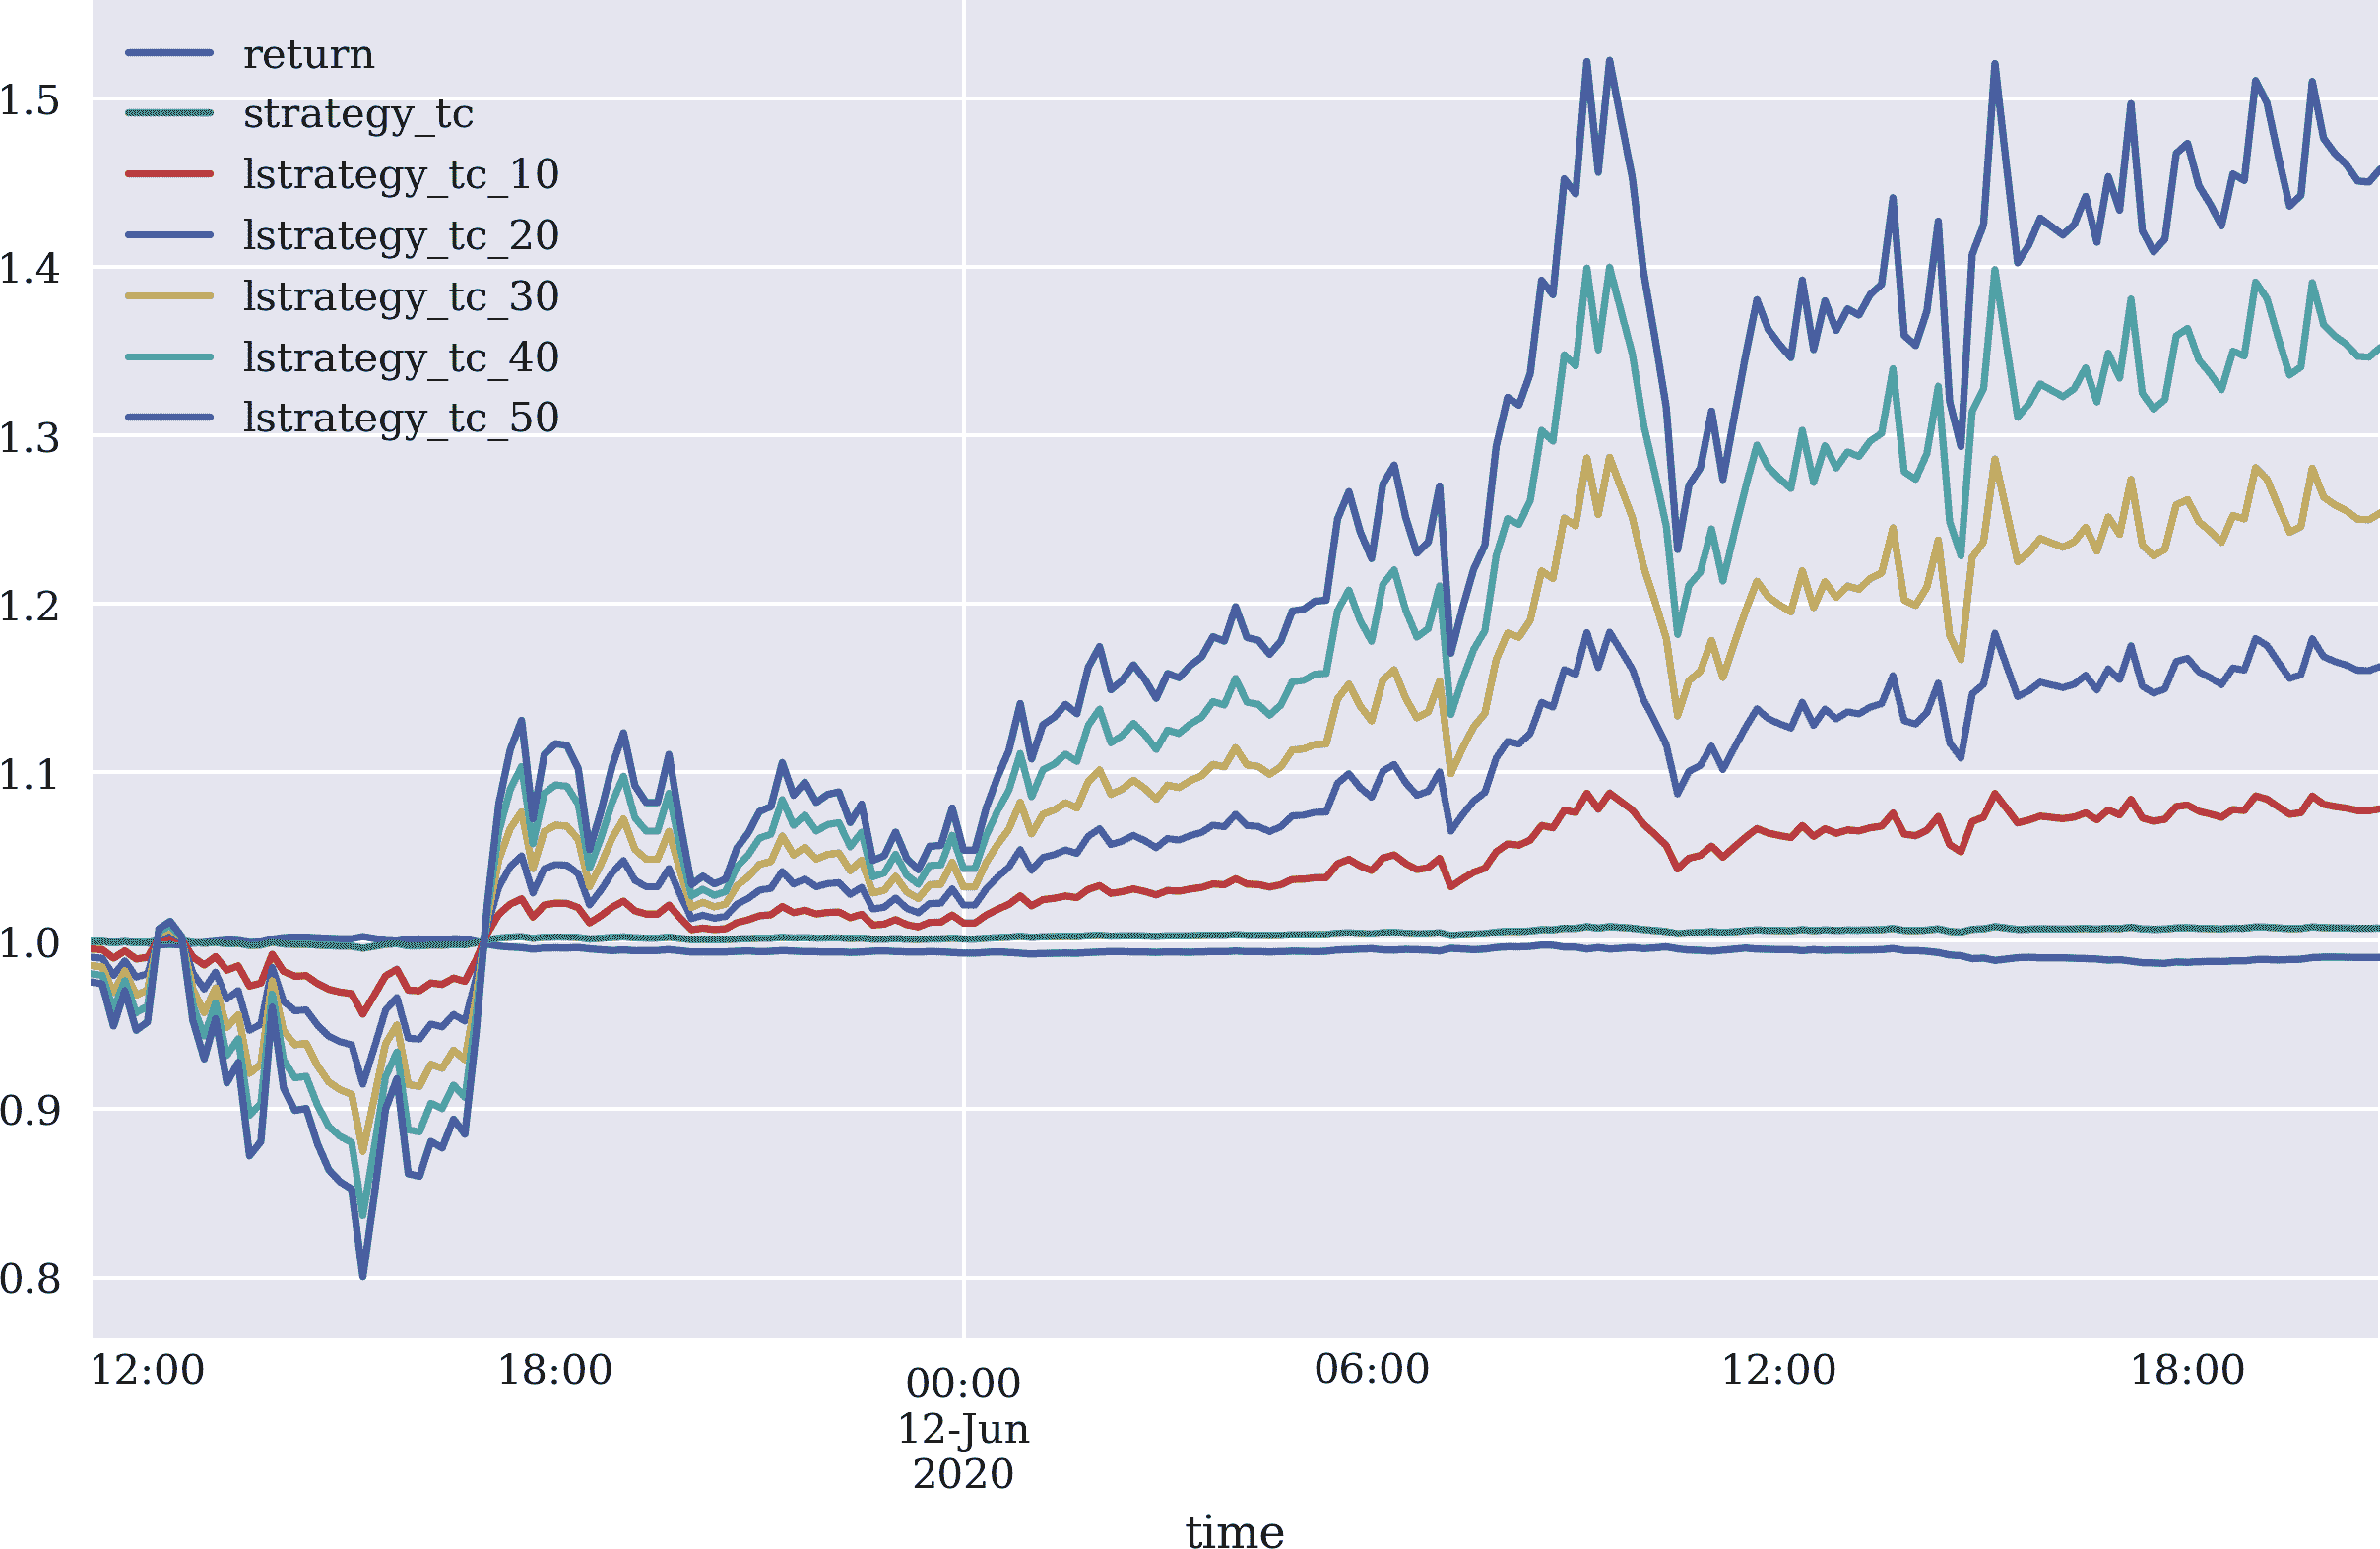 return
strategy_tc
lstrategy_tc_10
lstrategy_tc_20
lstrategy_tc_30
lstrategy_tc_40
lstrategy_tc_50
1.5
1.4
1.3
1.2
1.1
1.0
0.9
0.8
12:00 18:00 00:00 06:00 12:00 18:00
12-Jun
2020
time